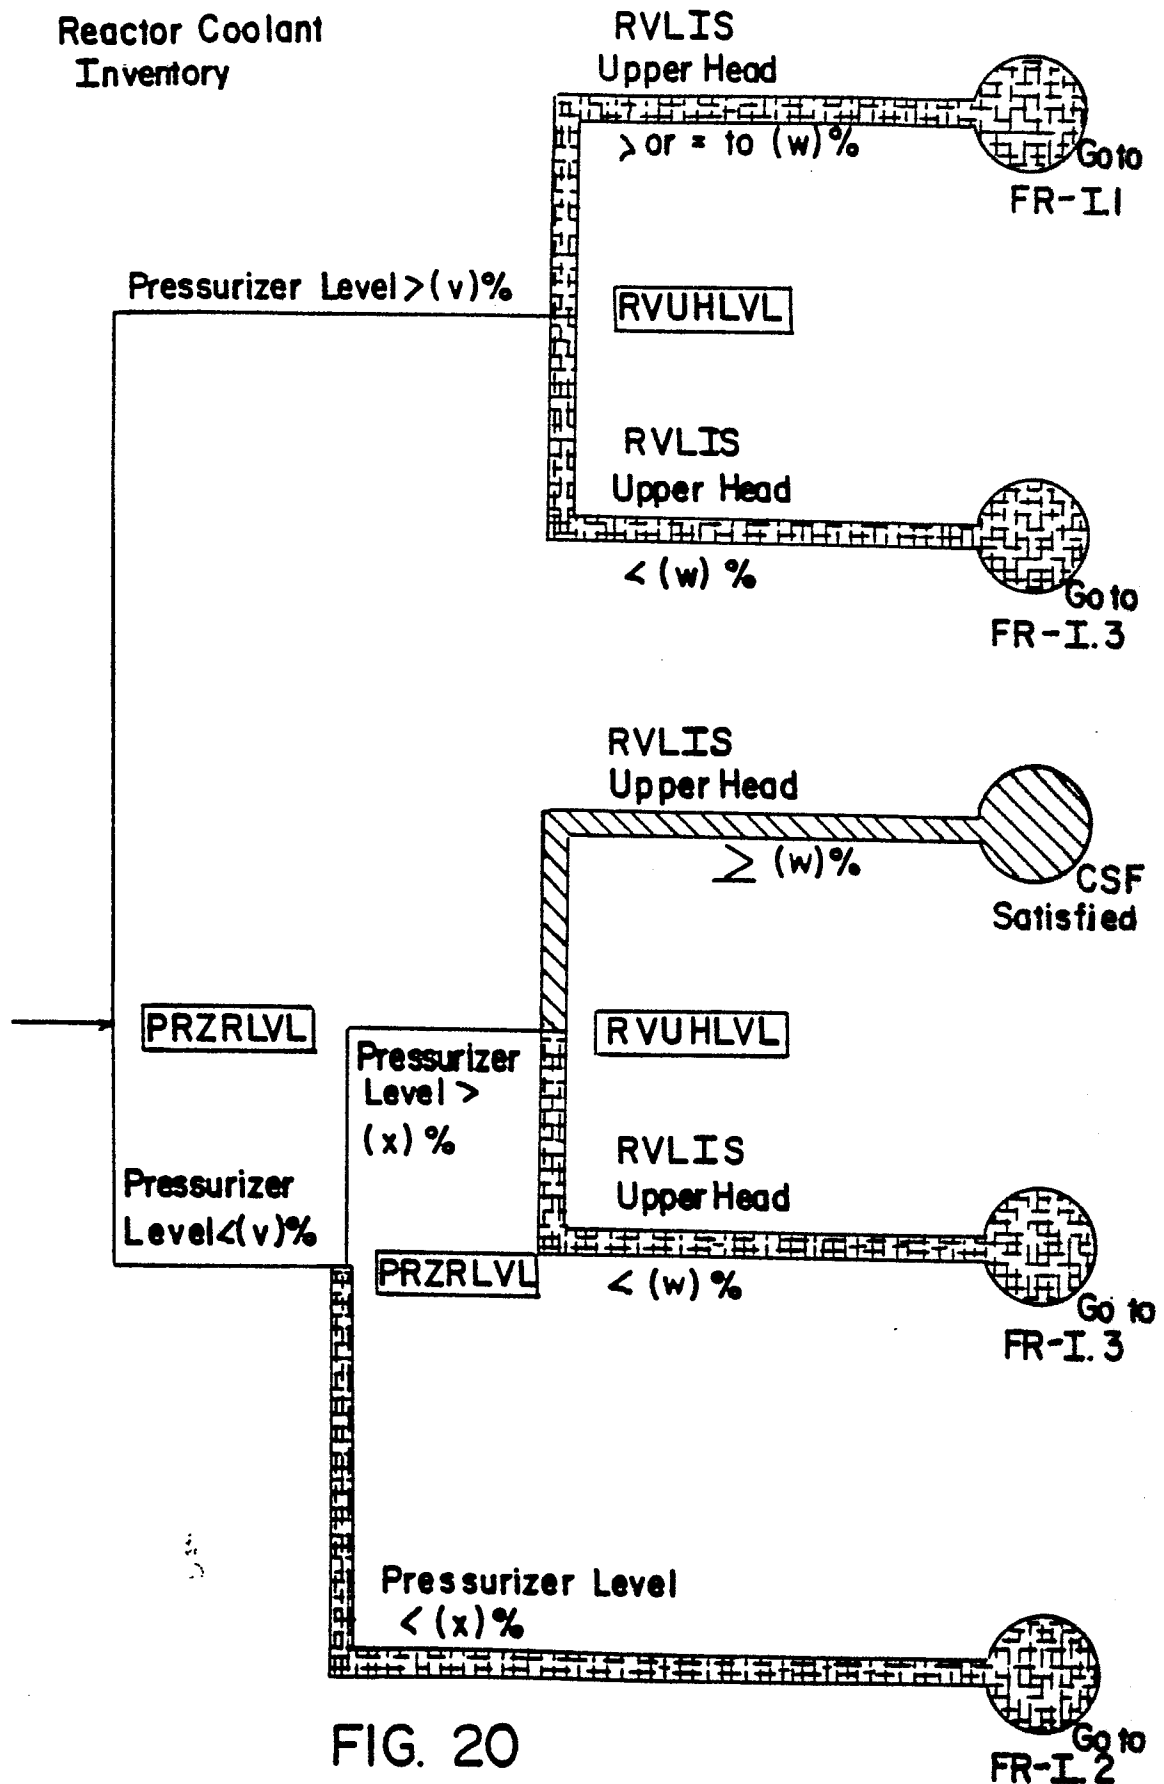 Reactor Coolant
Inventory
RVLIS
Upper Head
> or = to (w)%
Go to
FR-I.1
Pressurizer Level>(v)%
RVUHLVL
RVLIS
Upper Head
< (w) %
Go to
FR-I.3
RVLIS
Upper Head
≥ (w)%
CSF
Satisfied
PRZRLVL
Pressurizer
Level >
(x) %
RVUHLVL
Pressurizer
Level<(v)%
RVLIS
Upper Head
PRZRLVL
< (w) %
Go to
FR-I.3
Pressurizer Level
< (x)%
Go to
FR-I.2
FIG. 20